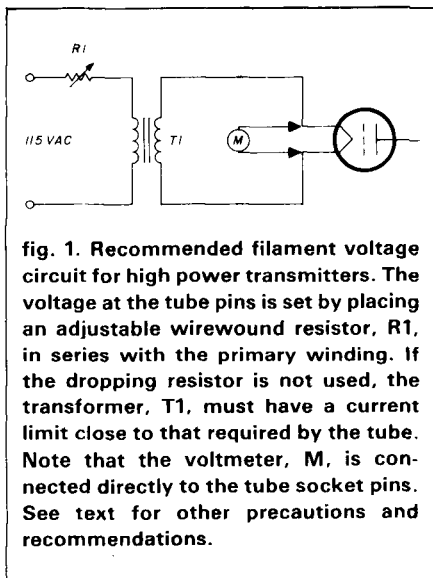 R1
115 VAC
T1
M
fig. 1. Recommended filament voltage
circuit for high power transmitters. The
voltage at the tube pins is set by placing
an adjustable wirewound resistor, R1,
in series with the primary winding. If
the dropping resistor is not used, the
transformer, T1, must have a current
limit close to that required by the tube.
Note that the voltmeter, M, is con-
nected directly to the tube socket pins.
See text for other precautions and
recommendations.